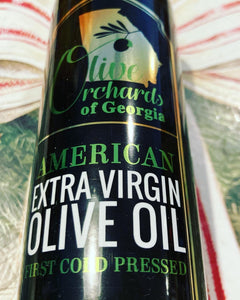 Olive
Orchards
of Georgia
AMERICAN
EXTRA VIRGIN
OLIVE OIL
FIRST COLD PRESSED